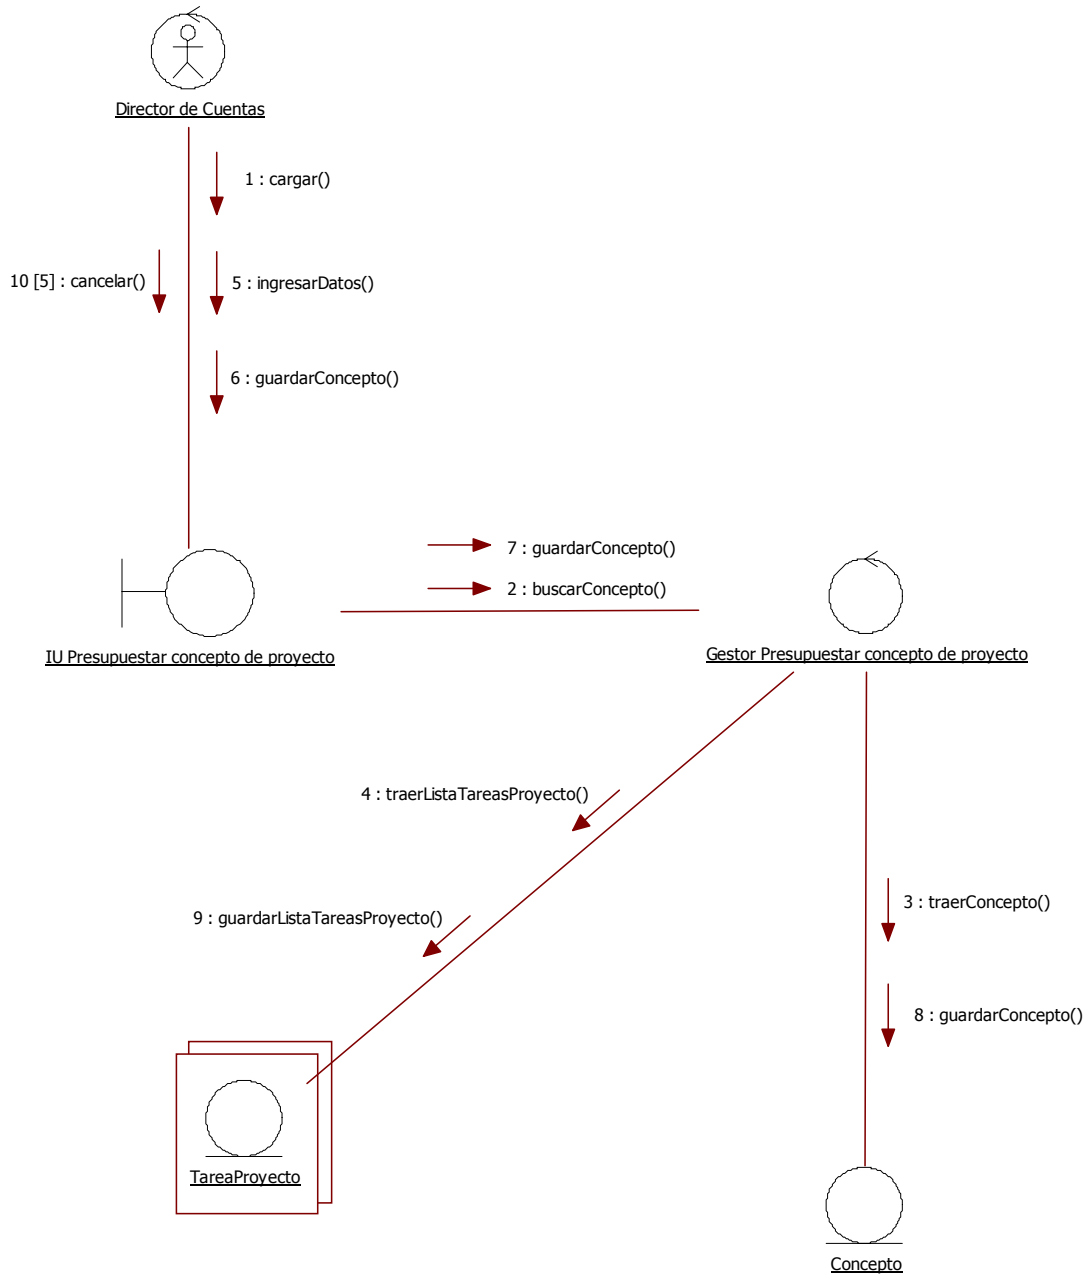 Director de Cuentas
1 : cargar()
10 [5] : cancelar()
5 : ingresarDatos()
6 : guardarConcepto()
7 : guardarConcepto()
2 : buscarConcepto()
IU Presupuestar concepto de proyecto
Gestor Presupuestar concepto de proyecto
4 : traerListaTareasProyecto()
3 : traerConcepto()
9 : guardarListaTareasProyecto()
8 : guardarConcepto()
TareaProyecto
Concepto